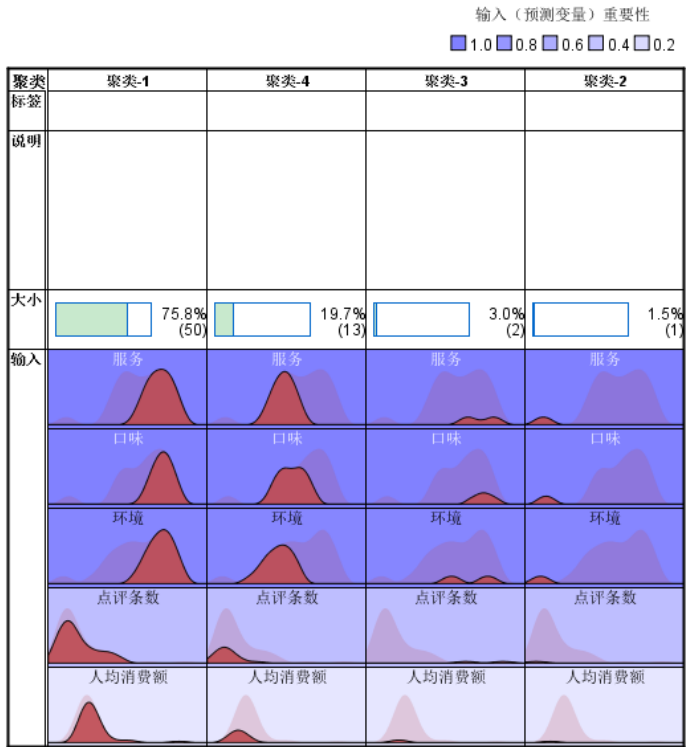 输入（预测变量）重要性
1.0 0.8 0.6 0.4 0.2
聚类 聚类-1 聚类-4 聚类-3 聚类-2
标签
说明
大小 75.8% 19.7% 3.0% 1.5%
(50) (13) (2) (1)
输入 服务 服务 服务 服务
口味 口味 口味 口味
环境 环境 环境 环境
点评条数 点评条数 点评条数 点评条数
人均消费额 人均消费额 人均消费额 人均消费额